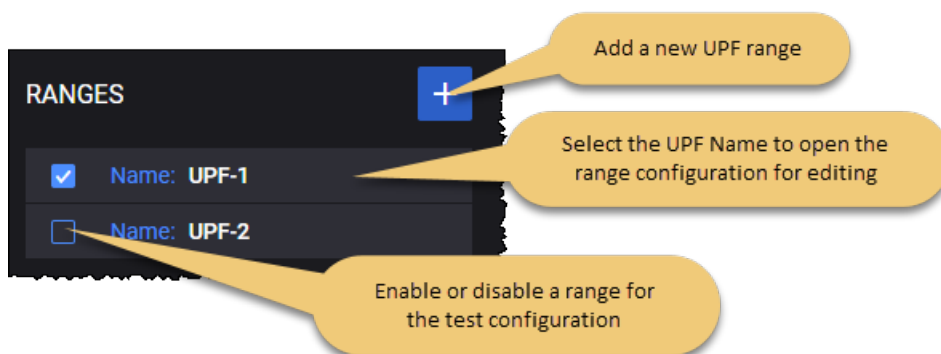 Add a new UPF range
RANGES
+
Select the UPF Name to open the
range configuration for editing
Name: UPF-1
Name: UPF-2
Enable or disable a range for
the test configuration